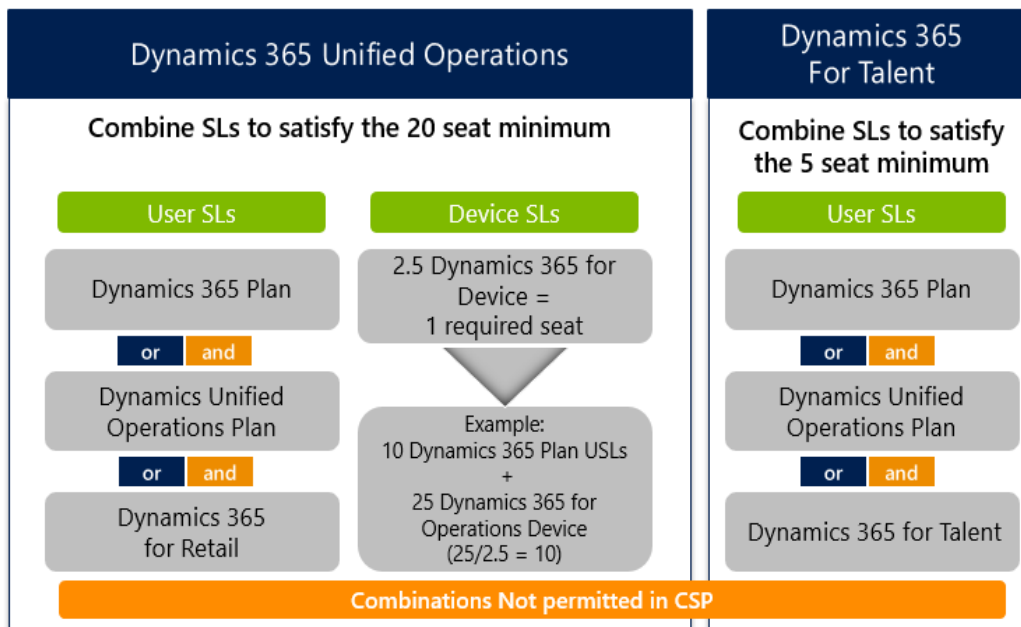 Dynamics 365 Unified Operations
Combine SLs to satisfy the 20 seat minimum
User SLs
Dynamics 365 Plan
or and
Dynamics Unified
Operations Plan
or and
Dynamics 365
for Retail
Device SLs
2.5 Dynamics 365 for
Device =
1 required seat
Example:
10 Dynamics 365 Plan USLs
+
25 Dynamics 365 for
Operations Device
(25/2.5 = 10)
Dynamics 365
For Talent
Combine SLs to satisfy
the 5 seat minimum
User SLs
Dynamics 365 Plan
or and
Dynamics Unified
Operations Plan
or and
Dynamics 365 for Talent
Combinations Not permitted in CSP